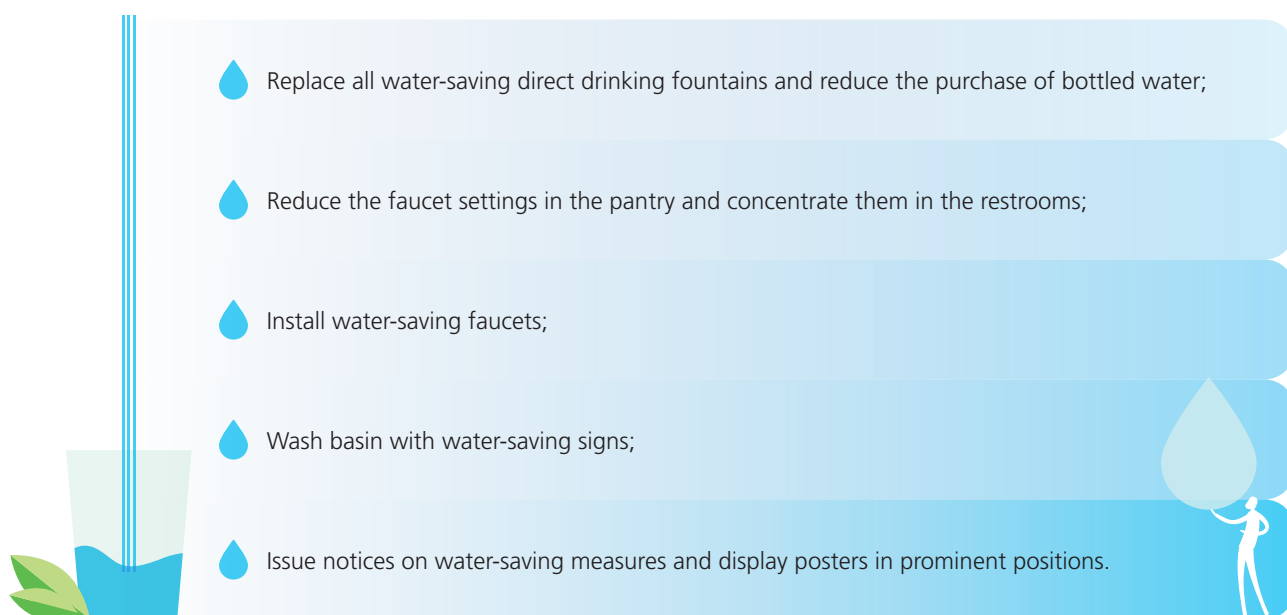 Replace all water-saving direct drinking fountains and reduce the purchase of bottled water;
Reduce the faucet settings in the pantry and concentrate them in the restrooms;
Install water-saving faucets;
Wash basin with water-saving signs;
Issue notices on water-saving measures and display posters in prominent positions.